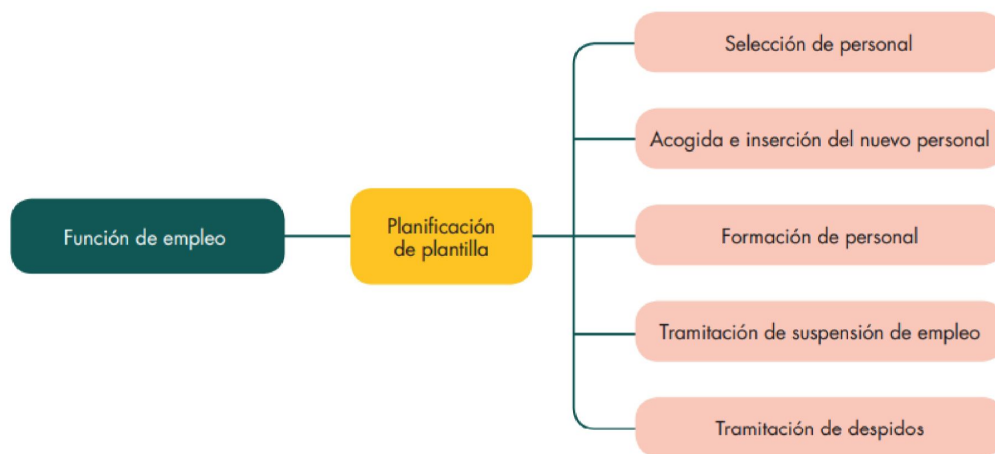 Función de empleo
Planificación
de plantilla
Selección de personal
Acogida e inserción del nuevo personal
Formación de personal
Tramitación de suspensión de empleo
Tramitación de despidos